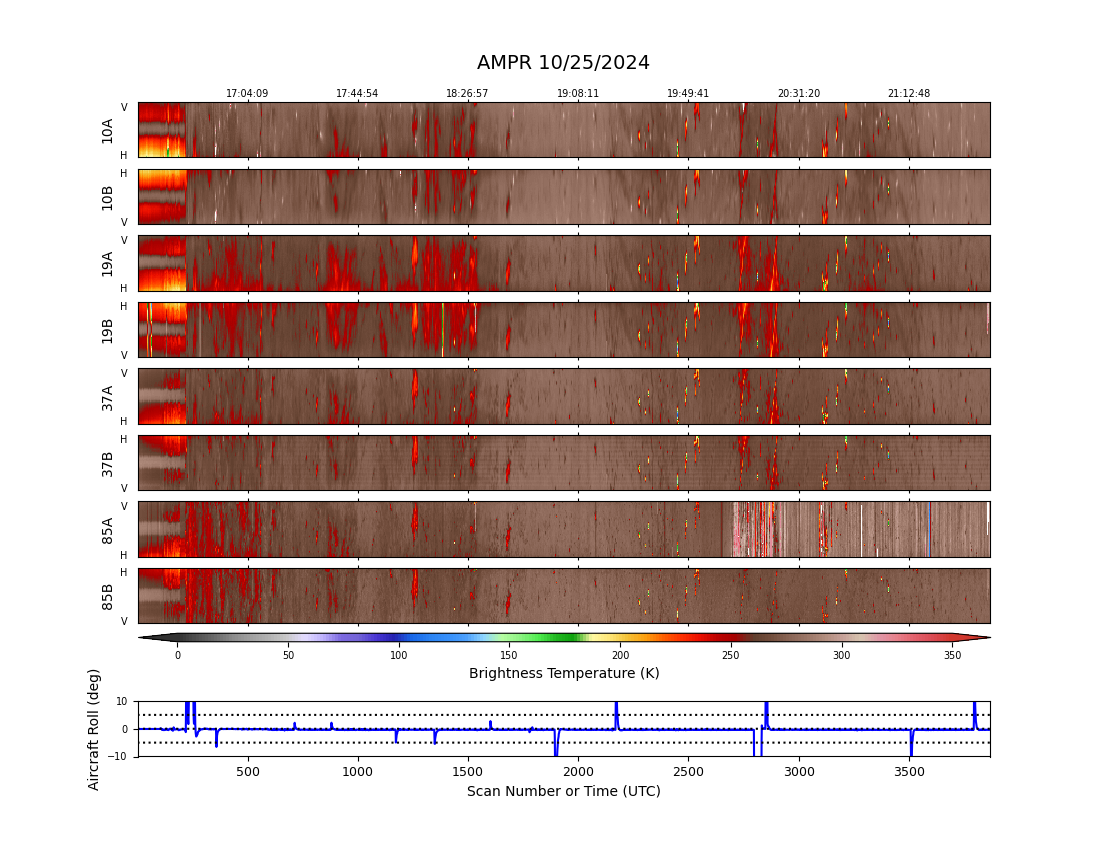 AMPR 10/25/2024
17:04:09 17:44:54 18:26:57 19:08:11 19:49:41 20:31:20 21:12:48
V
10A
H
H
10B
V
V
19A
H
H
19B
V
V
37A
H
H
37B
V
V
85A
H
H
85B
V
0 50 100 150 200 250 300 350
Brightness Temperature (K)
Aircraft Roll (deg)
10
0
−10
500 1000 1500 2000 2500 3000 3500
Scan Number or Time (UTC)